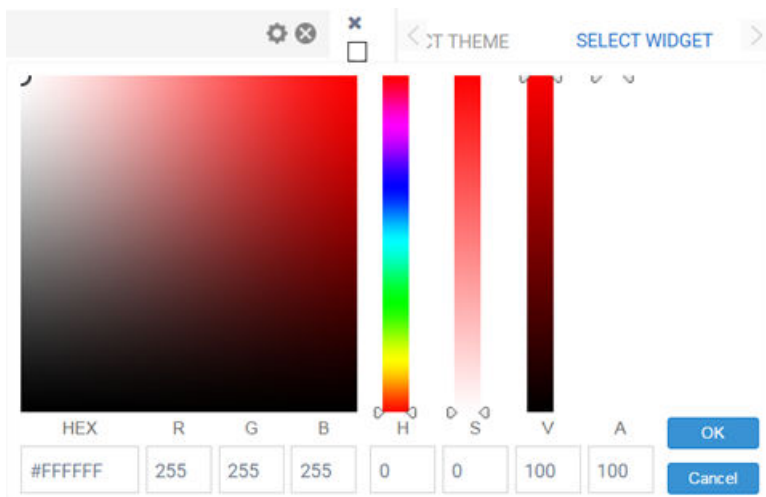 CT THEME
SELECT WIDGET
HEX R G B H S V A
OK
#FFFFFF 255 255 255 0 0 100 100
Cancel